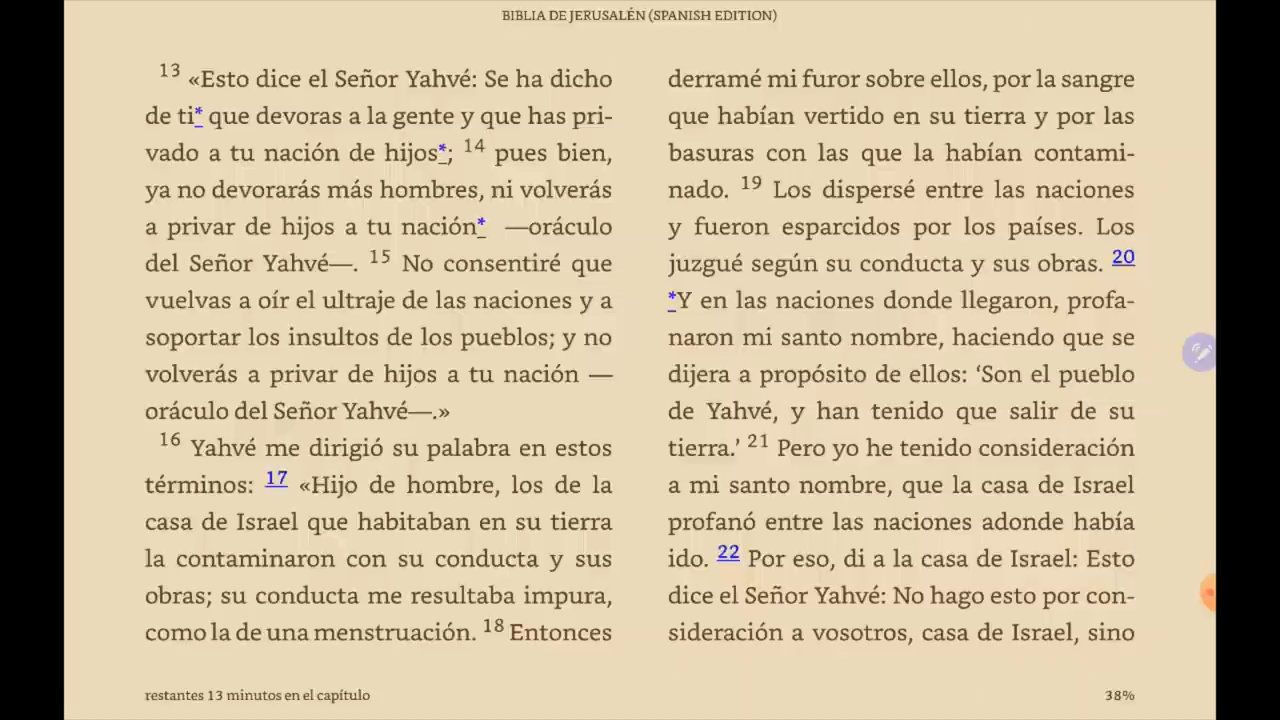 BIBLIA DE JERUSALÉN (SPANISH EDITION)
13 «Esto dice el Señor Yahvé: Se ha dicho
de ti* que devoras a la gente y que has pri-
vado a tu nación de hijos*; 14 pues bien,
ya no devorarás más hombres, ni volverás
a privar de hijos a tu nación* —oráculo
del Señor Yahvé—. 15 No consentiré que
vuelvas a oír el ultraje de las naciones y a
soportar los insultos de los pueblos; y no
volverás a privar de hijos a tu nación —
oráculo del Señor Yahvé—.»
16 Yahvé me dirigió su palabra en estos
términos: 17 «Hijo de hombre, los de la
casa de Israel que habitaban en su tierra
la contaminaron con su conducta y sus
obras; su conducta me resultaba impura,
como la de una menstruación. 18 Entonces
derramé mi furor sobre ellos, por la sangre
que habían vertido en su tierra y por las
basuras con las que la habían contami-
nado. 19 Los dispersé entre las naciones
y fueron esparcidos por los países. Los
juzgué según su conducta y sus obras. 20
*Y en las naciones donde llegaron, profa-
naron mi santo nombre, haciendo que se
dijera a propósito de ellos: ‘Son el pueblo
de Yahvé, y han tenido que salir de su
tierra.’ 21 Pero yo he tenido consideración
a mi santo nombre, que la casa de Israel
profanó entre las naciones adonde había
ido. 22 Por eso, di a la casa de Israel: Esto
dice el Señor Yahvé: No hago esto por con-
sideración a vosotros, casa de Israel, sino
restantes 13 minutos en el capítulo
38%